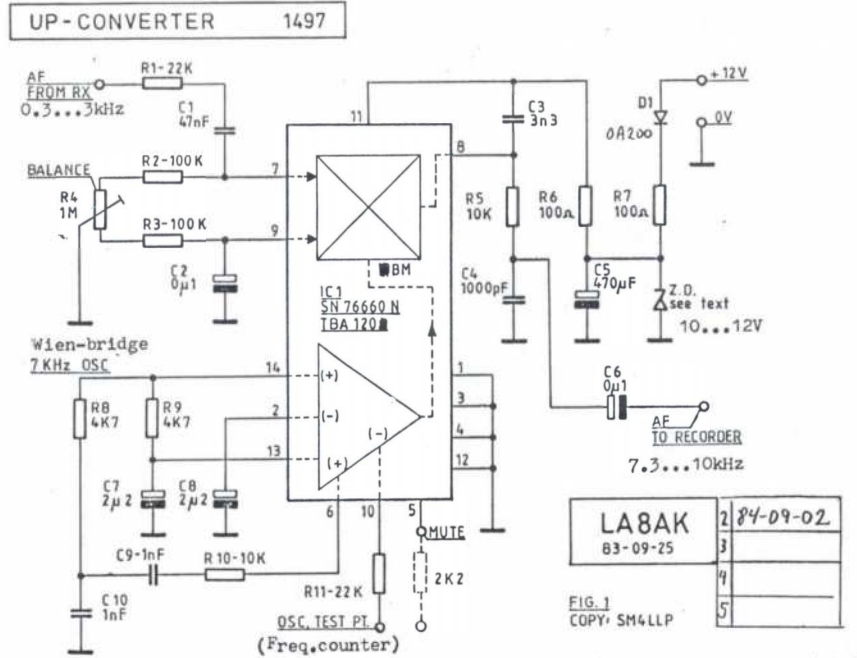 UP-CONVERTER 1497
AF
FROM RX
0.3...3kHz
R1-22K
C1
47nF
R2-100K
BALANCE
R4
1M
R3-100K
C2
0µ1
7
9
11
8
BM
IC1
SN 76660 N
TBA 120
C3
3n3
R5
10K
R6
100Ω
R7
100Ω
D1
OA200
+12V
0V
C4
1000pF
C5
470µF
Z.D.
see text
10...12V
Wien-bridge
7KHz OSC
R8
4K7
R9
4K7
14
2
13
(+)
(-)
(-)
(+)
1
3
4
12
C6
0µ1
AF
TO RECORDER
7.3...10kHz
C7
2µ2
C8
2µ2
6
10
5
MUTE
2K2
C9-1nF
R10-10K
C10
1nF
R11-22K
OSC. TEST PT.
(Freq.counter)
LA8AK
83-09-25
2 84-09-02
3
4
5
FIG. 1
COPY: SM4LLP